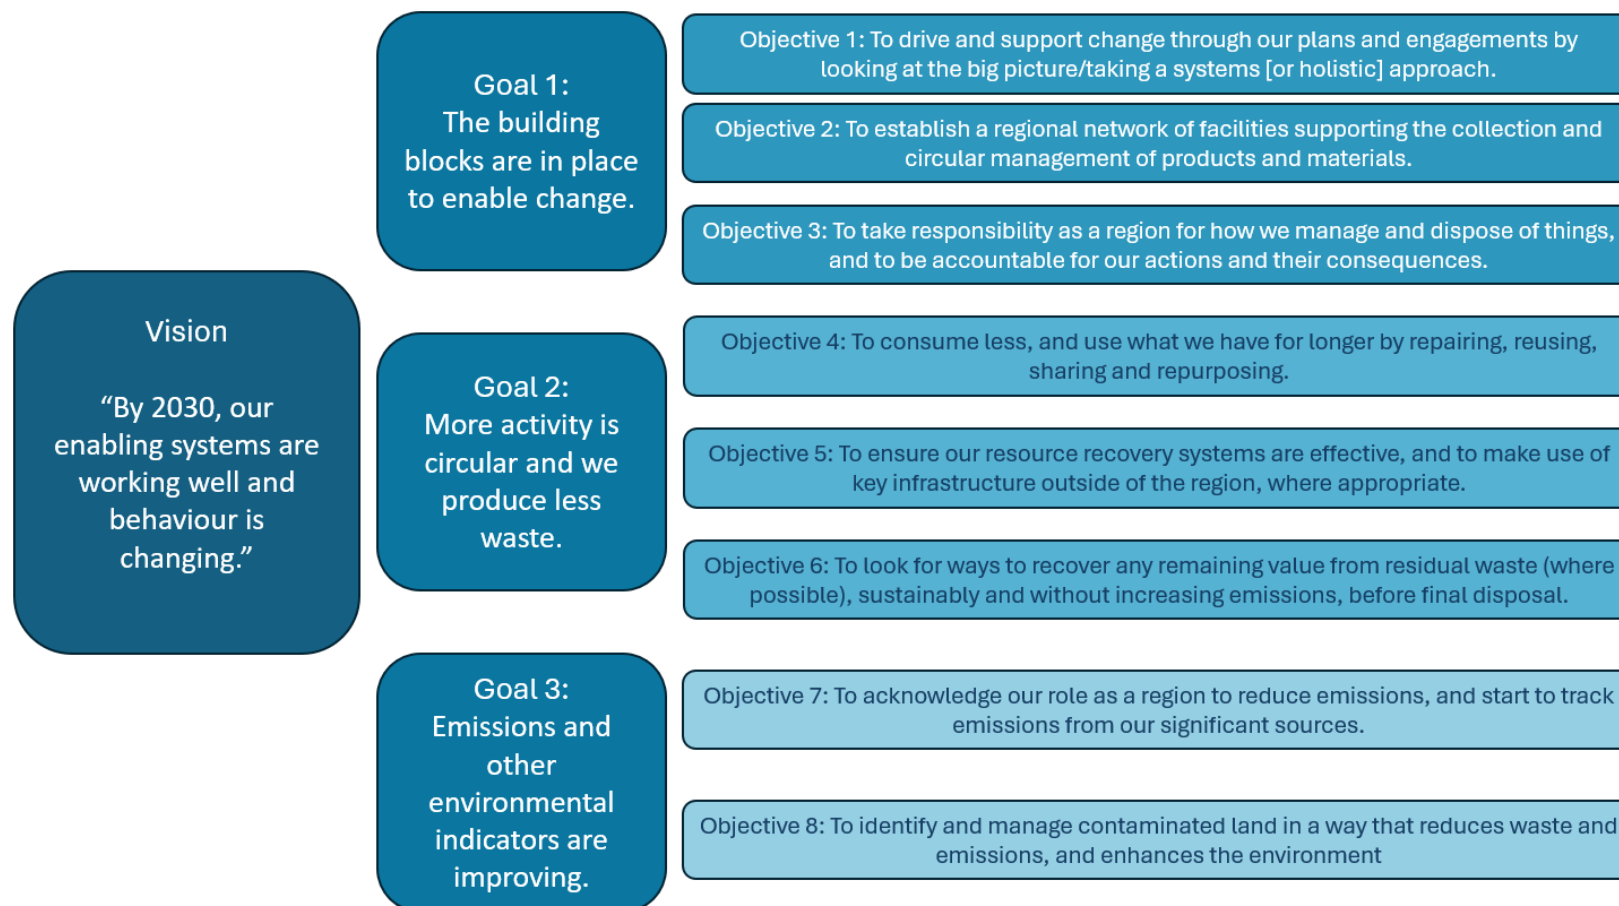 Vision
“By 2030, our
enabling systems are
working well and
behaviour is
changing.”
Goal 1:
The building
blocks are in place
to enable change.
Objective 1: To drive and support change through our plans and engagements by
looking at the big picture/taking a systems [or holistic] approach.
Objective 2: To establish a regional network of facilities supporting the collection and
circular management of products and materials.
Objective 3: To take responsibility as a region for how we manage and dispose of things,
and to be accountable for our actions and their consequences.
Goal 2:
More activity is
circular and we
produce less
waste.
Objective 4: To consume less, and use what we have for longer by repairing, reusing,
sharing and repurposing.
Objective 5: To ensure our resource recovery systems are effective, and to make use of
key infrastructure outside of the region, where appropriate.
Objective 6: To look for ways to recover any remaining value from residual waste (where
possible), sustainably and without increasing emissions, before final disposal.
Goal 3:
Emissions and
other
environmental
indicators are
improving.
Objective 7: To acknowledge our role as a region to reduce emissions, and start to track
emissions from our significant sources.
Objective 8: To identify and manage contaminated land in a way that reduces waste and
emissions, and enhances the environment